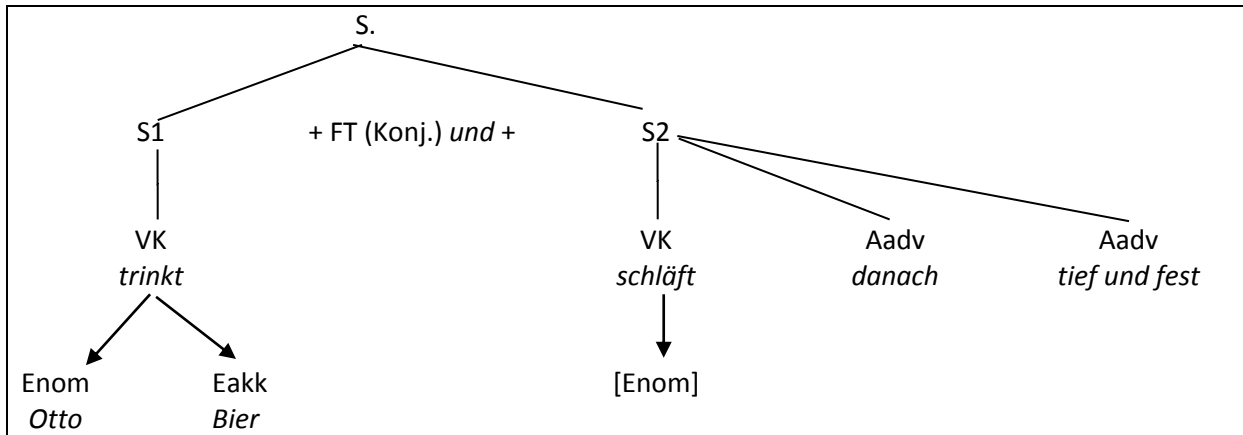 S.
S1 + FT (Konj.) und + S2
VK VK Aadv Aadv
trinkt schläft danach tief und fest
Enom Eakk [Enom]
Otto Bier